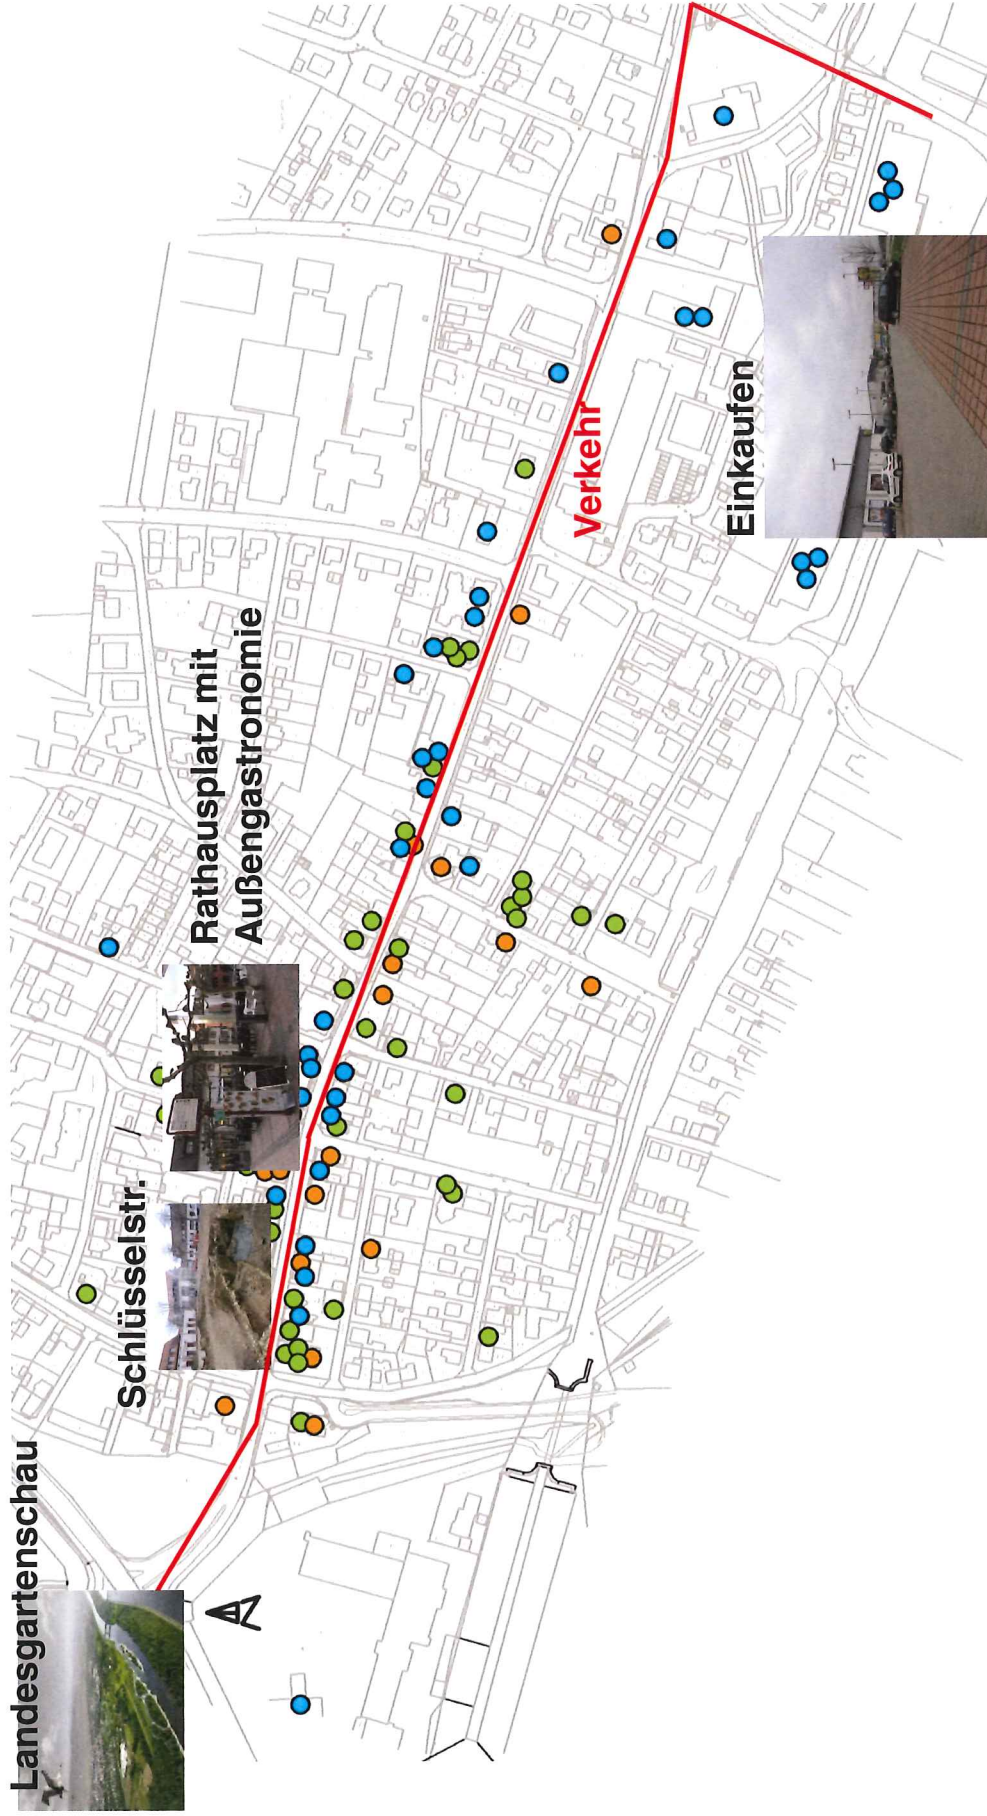 Landesgartenschau
Schlüsselstr.
Rathausplatz mit
Außengastronomie
Verkehr
Einkaufen